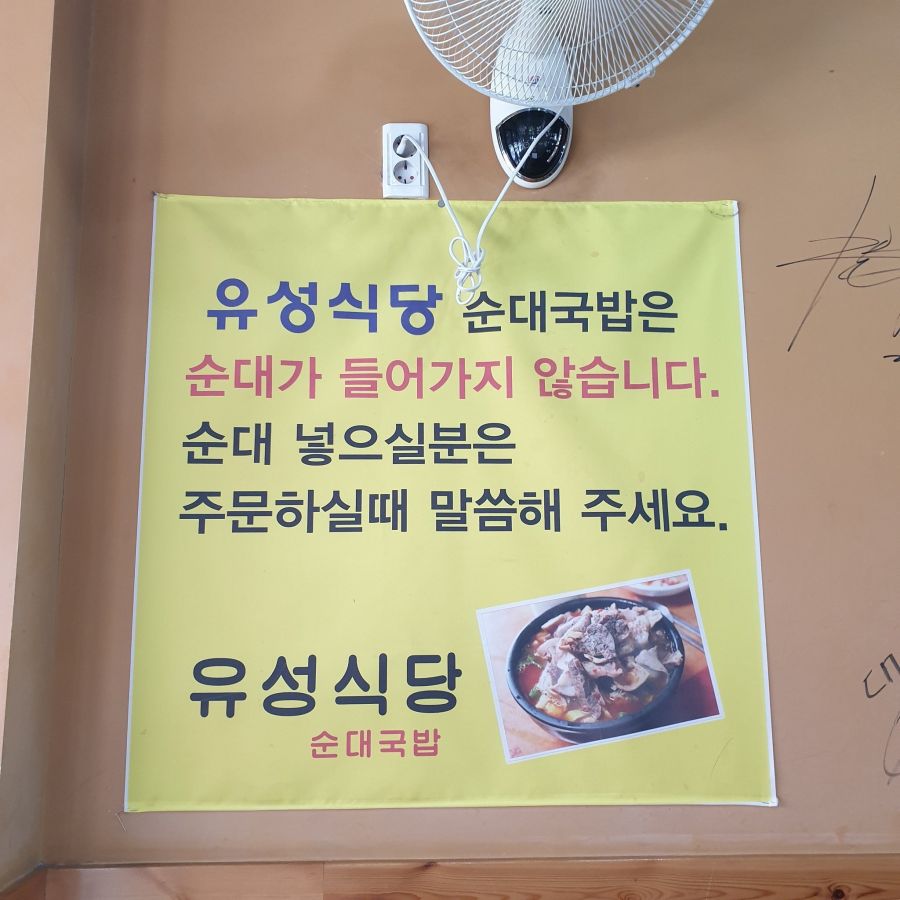 유성식당 순대국밥은
순대가 들어가지 않습니다.
순대 넣으실분은
주문하실때 말씀해 주세요.
유성식당
순대국밥